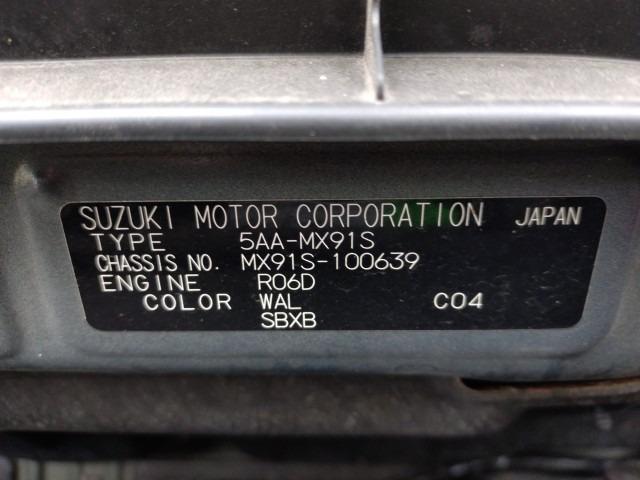 SUZUKI MOTOR CORPORATION JAPAN
TYPE 5AA-MX91S
CHASSIS NO. MX91S-100639
ENGINE R06D
COLOR WAL C04
SBXB